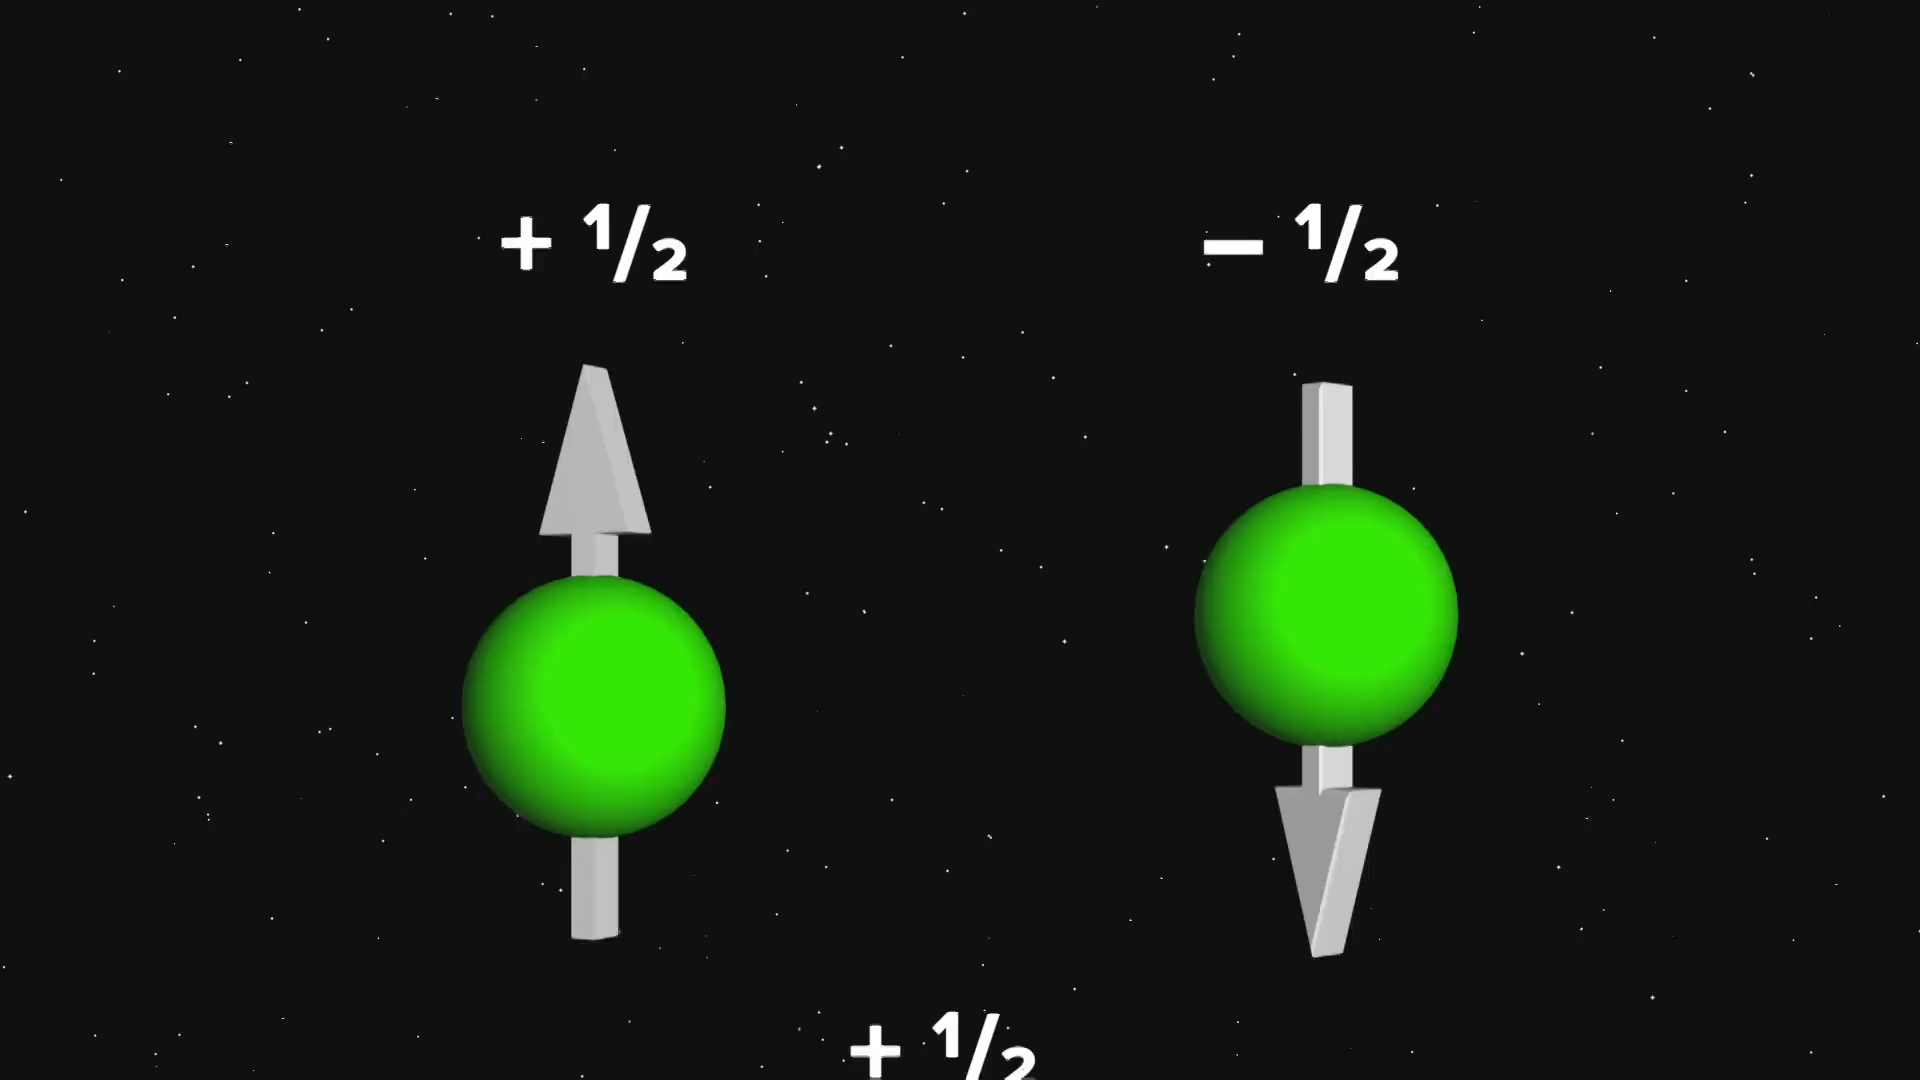 + ½
− ½
+ ½